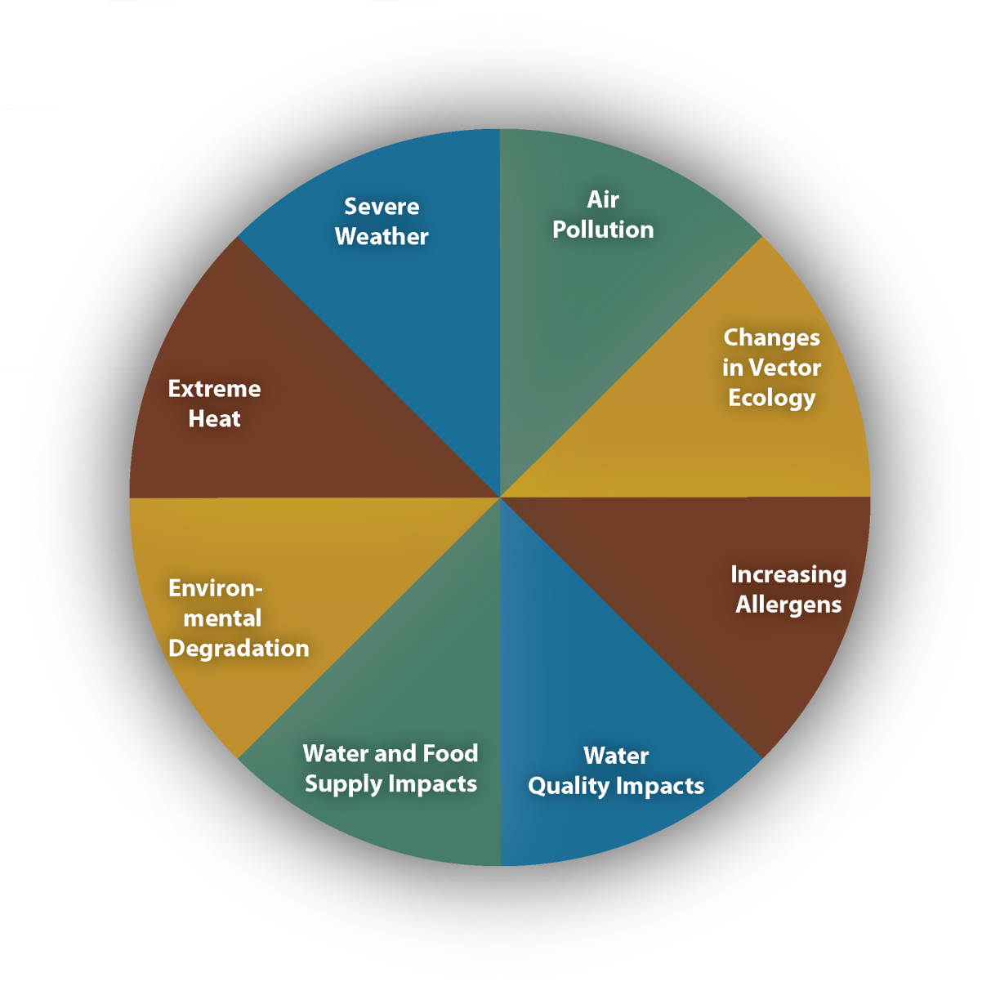 Severe
Weather
Air
Pollution
Changes
in Vector
Ecology
Extreme
Heat
Increasing
Allergens
Environ-
mental
Degradation
Water and Food
Supply Impacts
Water
Quality Impacts